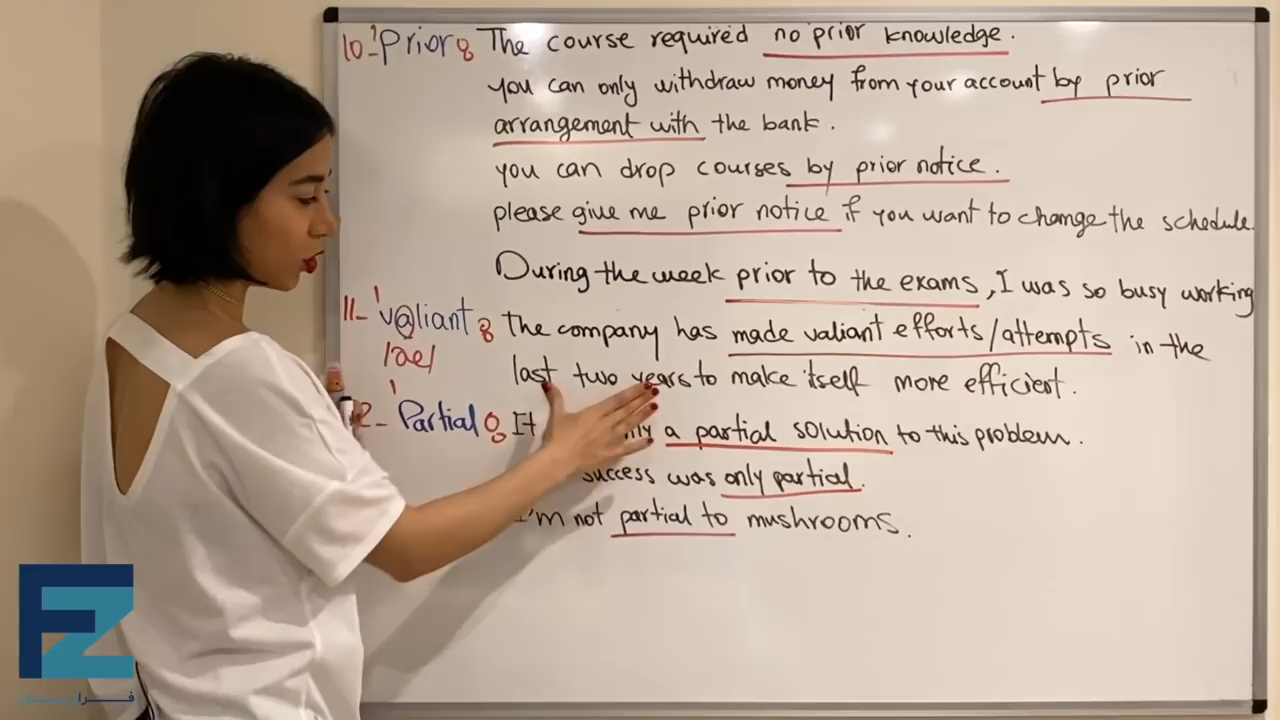 10- Prior: The course required no prior knowledge.
you can only withdraw money from your account by prior
arrangement with the bank.
you can drop courses by prior notice.
please give me prior notice if you want to change the schedule.
During the week prior to the exams, I was so busy working
11- valiant: The company has made valiant efforts/attempts in the
/æ/
last two years to make itself more efficient.
2- Partial: It a partial solution to this problem.
success was only partial.
I'm not partial to mushrooms.
FZ